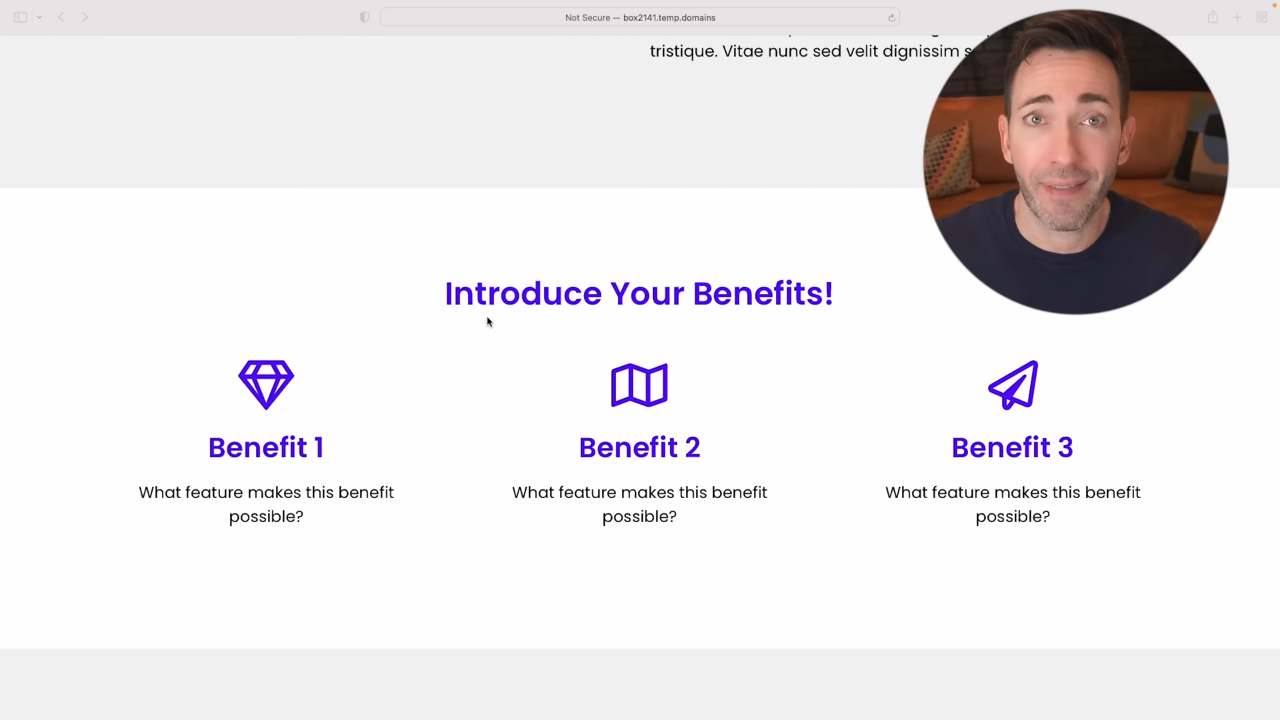 Not Secure — box2141.temp.domains
tristique. Vitae nunc sed velit dignissim
Introduce Your Benefits!
Benefit 1
What feature makes this benefit
possible?
Benefit 2
What feature makes this benefit
possible?
Benefit 3
What feature makes this benefit
possible?